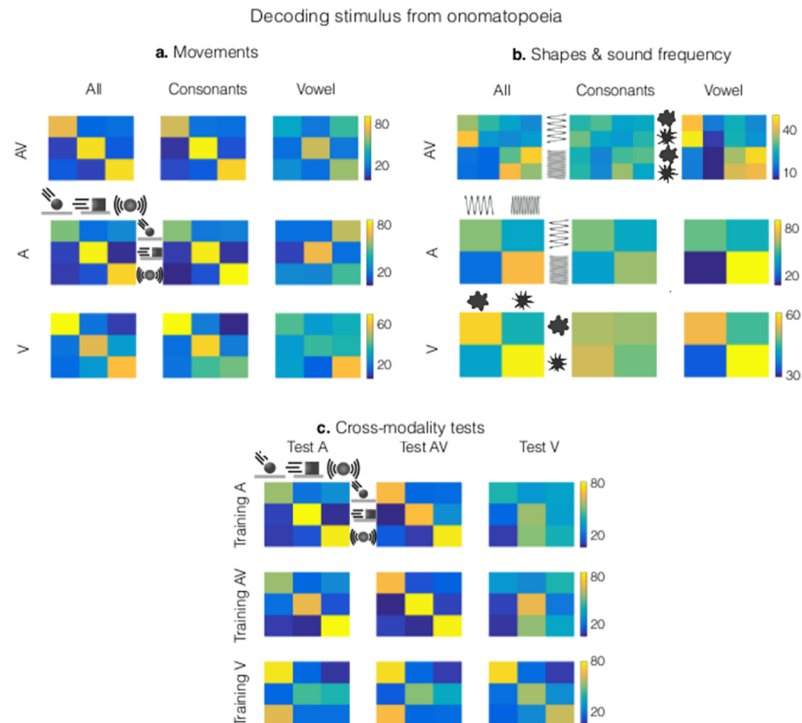 Decoding stimulus from onomatopoeia
a. Movements
b. Shapes & sound frequency
All Consonants Vowel
All Consonants Vowel
AV
80
20
AV
40
10
A
80
20
A
80
20
V
60
20
V
60
30
c. Cross-modality tests
Test A Test AV Test V
Training A
80
20
Training AV
80
20
Training V
80
20